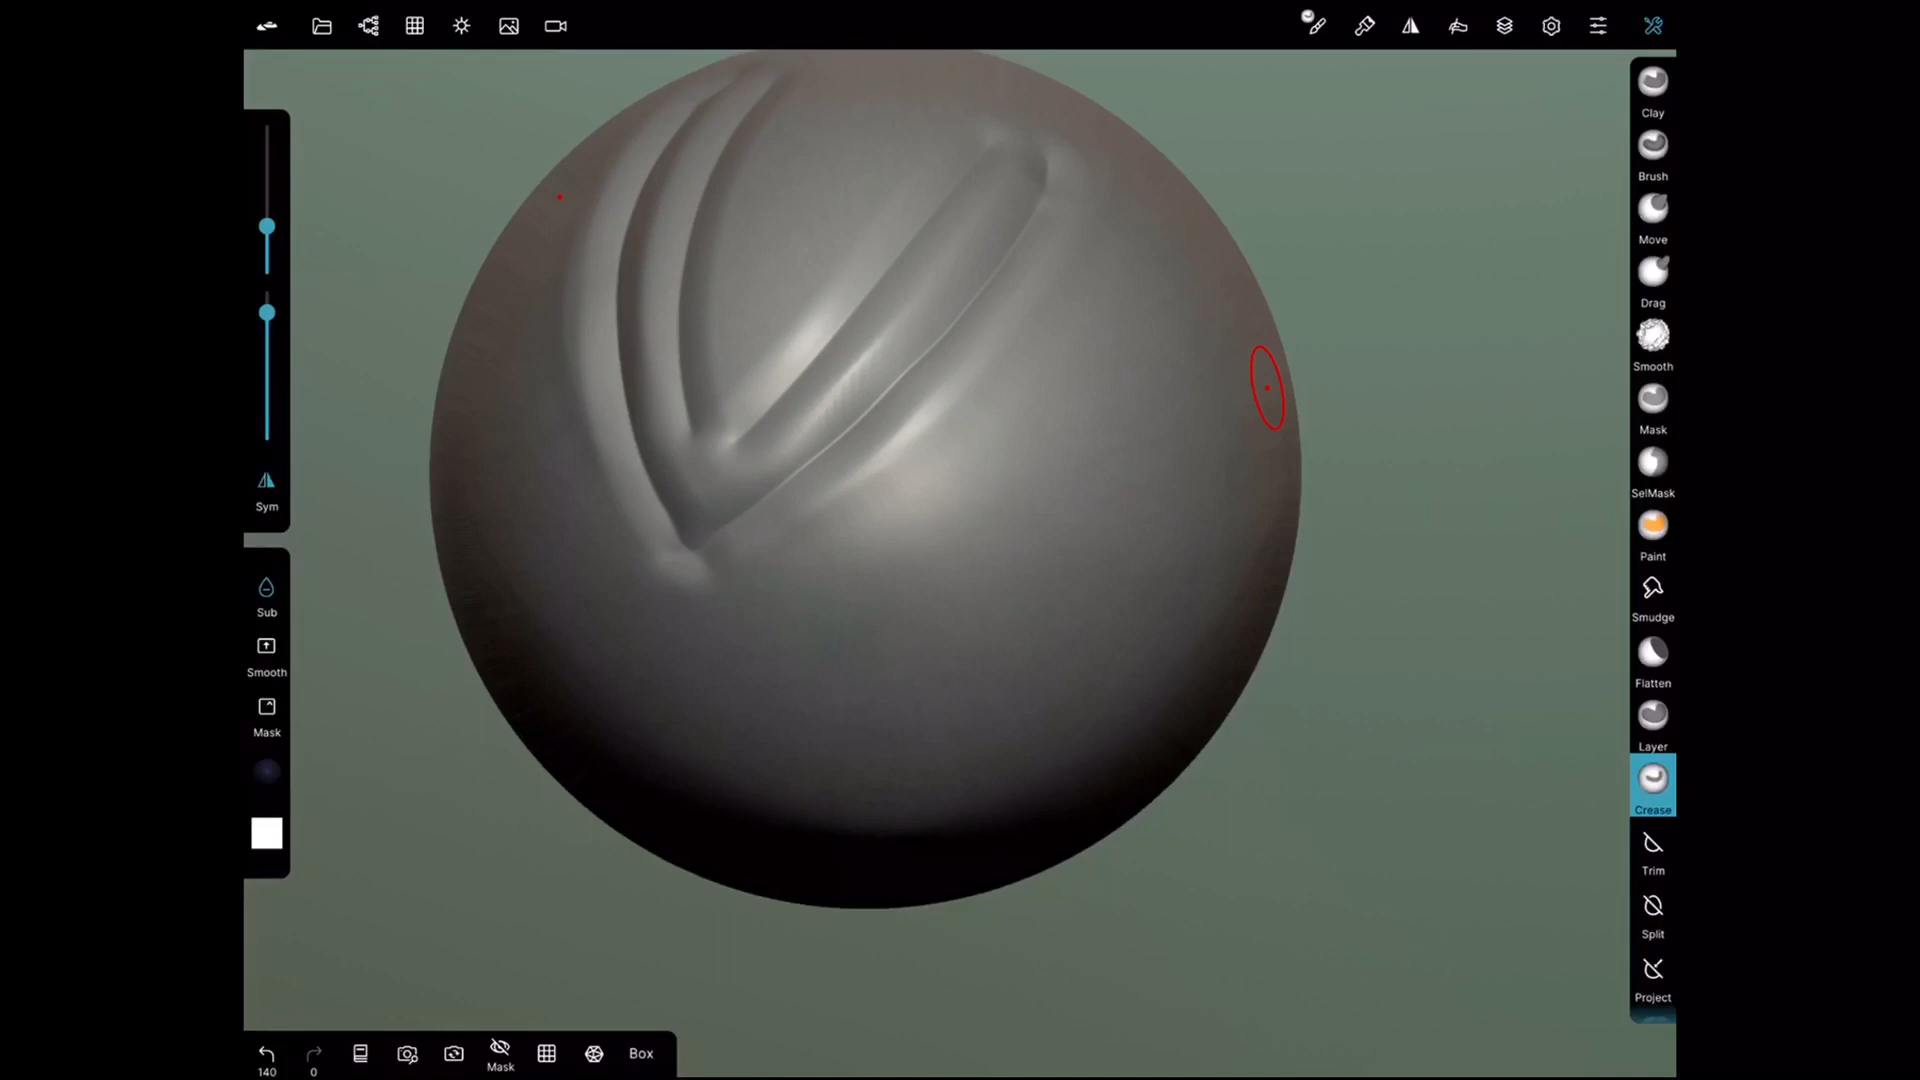 Clay
Brush
Move
Drag
Smooth
Mask
SelMask
Paint
Smudge
Flatten
Layer
Crease
Trim
Split
Project
Sym
Sub
Smooth
Mask
140
0
Mask
Box